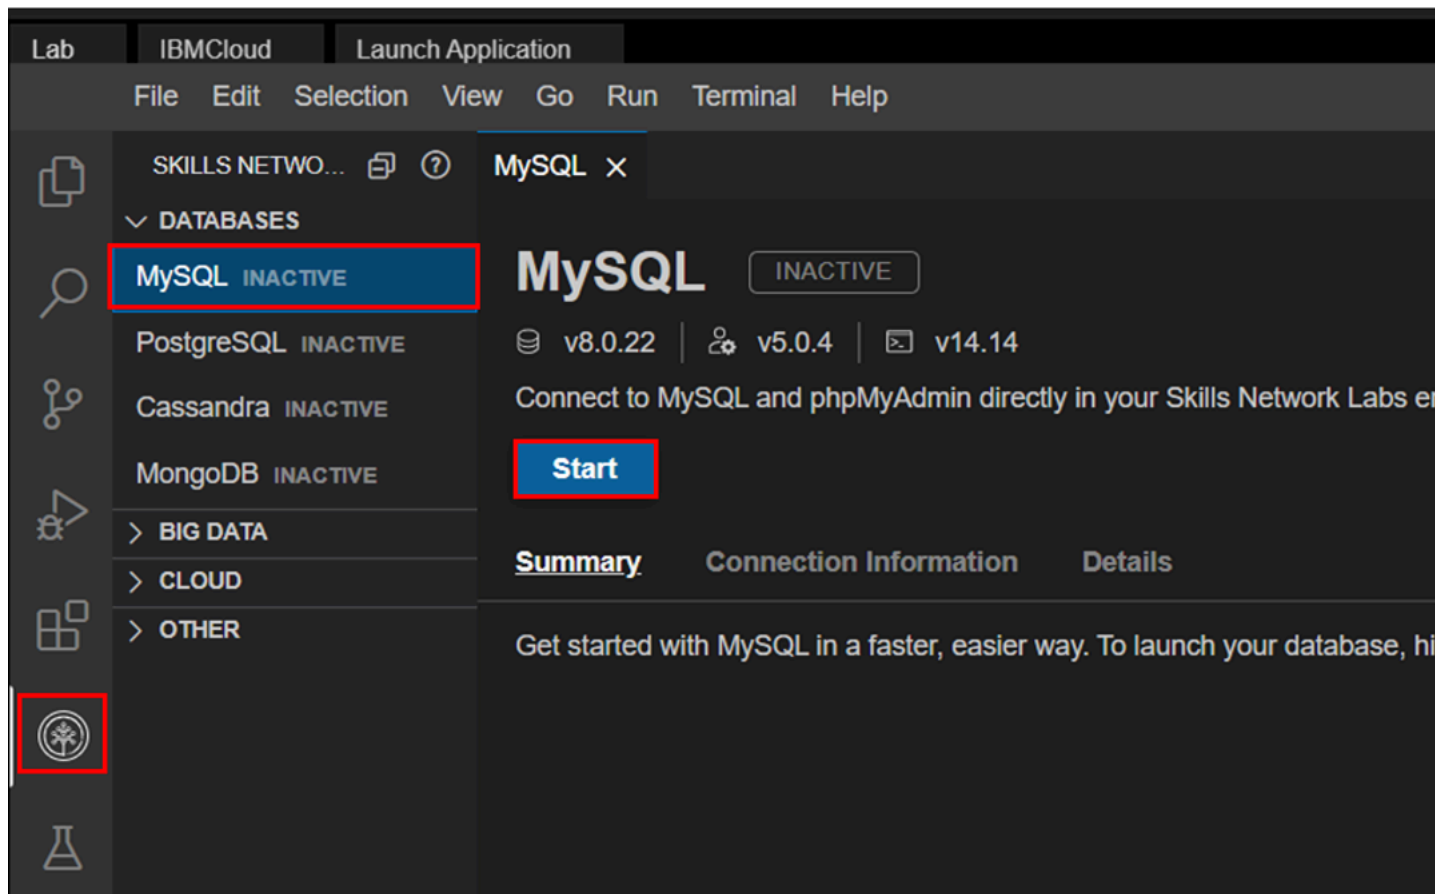 Lab IBMCloud Launch Application
File Edit Selection View Go Run Terminal Help
SKILLS NETWO...
MySQL
DATABASES
MySQL INACTIVE
PostgreSQL INACTIVE
Cassandra INACTIVE
MongoDB INACTIVE
BIG DATA
CLOUD
OTHER
MySQL INACTIVE
v8.0.22 v5.0.4 v14.14
Connect to MySQL and phpMyAdmin directly in your Skills Network Labs
Start
Summary Connection Information Details
Get started with MySQL in a faster, easier way. To launch your database,